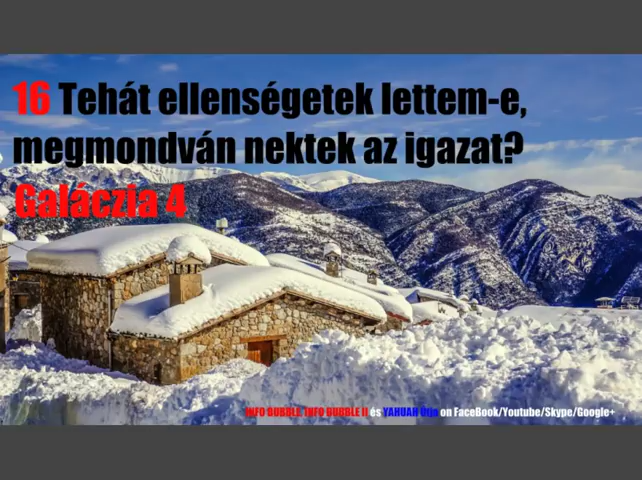 16 Tehát ellenségetek lettem-e,
megmondván nektek az igazat?
Galáczia 4
INFO BUBBLE, INFO BUBBLE II és YAHUAH Útja on FaceBook/Youtube/Skype/Google+